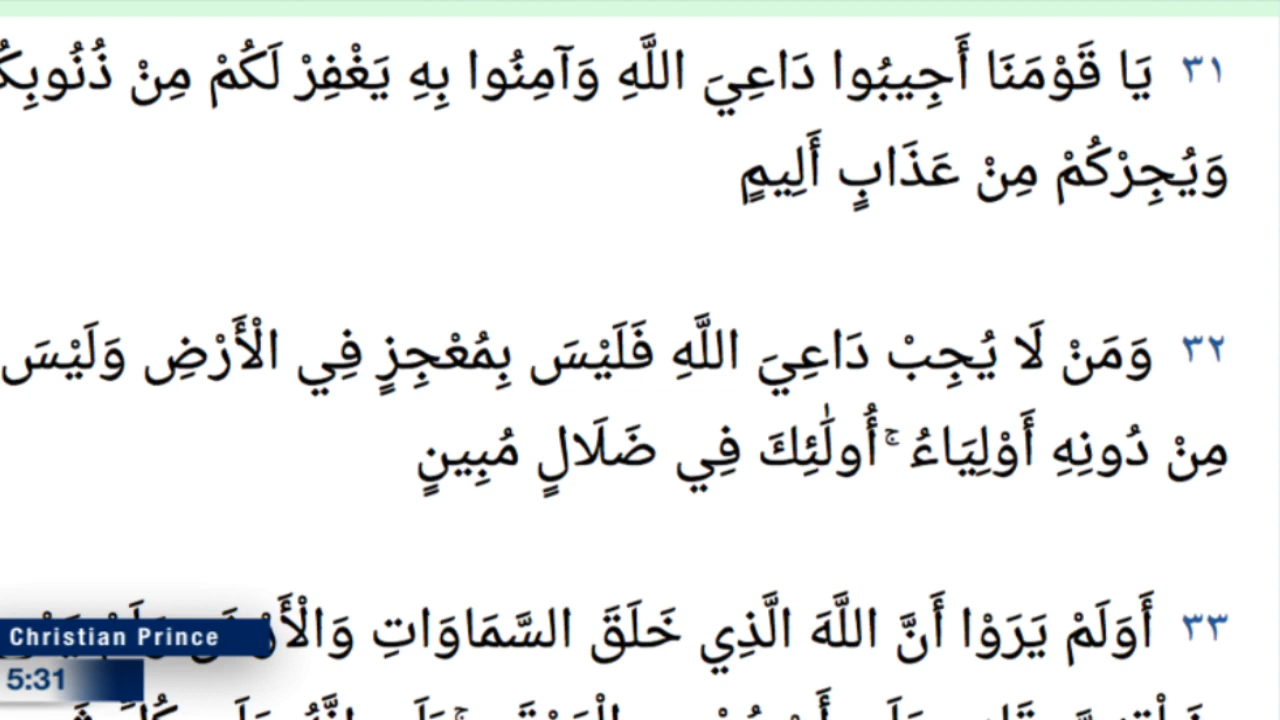 ٣١ يَا قَوْمَنَا أَجِيبُوا دَاعِيَ اللَّهِ وَآمِنُوا بِهِ يَغْفِرْ لَكُمْ مِنْ
وَيُجِرْكُمْ مِنْ عَذَابٍ أَلِيمٍ
٣٢ وَمَنْ لَا يُجِبْ دَاعِيَ اللَّهِ فَلَيْسَ بِمُعْجِزٍ فِي الْأَرْضِ وَلَيْسَ
مِنْ دُونِهِ أَوْلِيَاءُ ۚ أُولَٰئِكَ فِي ضَلَالٍ مُبِينٍ
٣٣ أَوَلَمْ يَرَوْا أَنَّ اللَّهَ الَّذِي خَلَقَ السَّمَاوَاتِ
Christian Prince
5:31